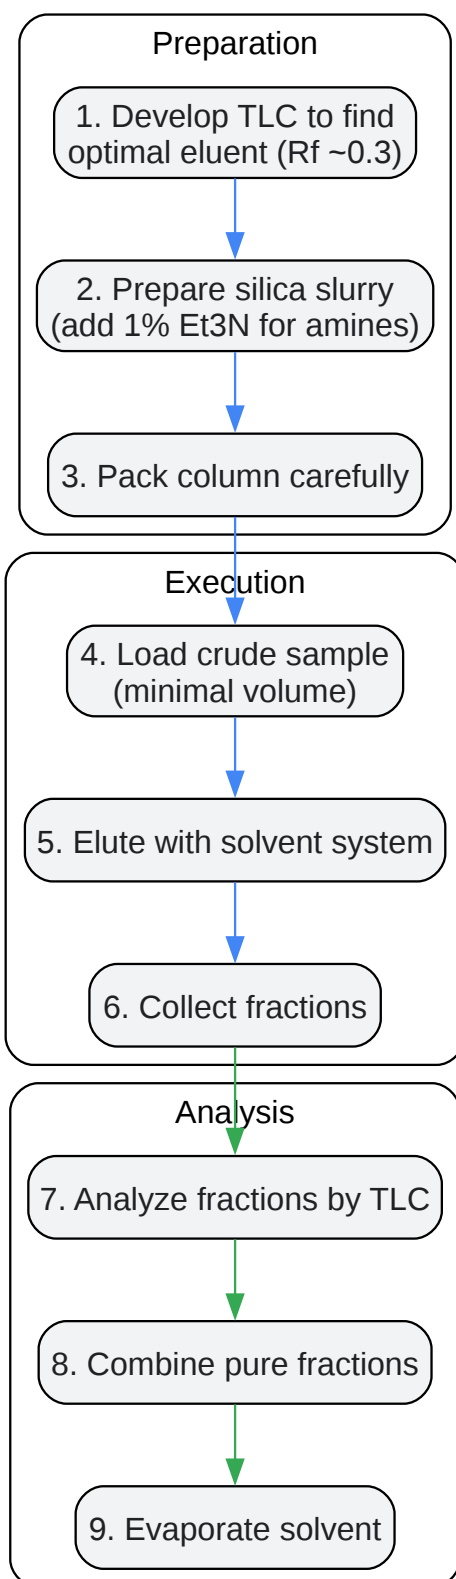 Preparation
1. Develop TLC to find
optimal eluent (Rf ~0.3)
2. Prepare silica slurry
(add 1% Et3N for amines)
3. Pack column carefully
Execution
4. Load crude sample
(minimal volume)
5. Elute with solvent system
6. Collect fractions
Analysis
7. Analyze fractions by TLC
8. Combine pure fractions
9. Evaporate solvent